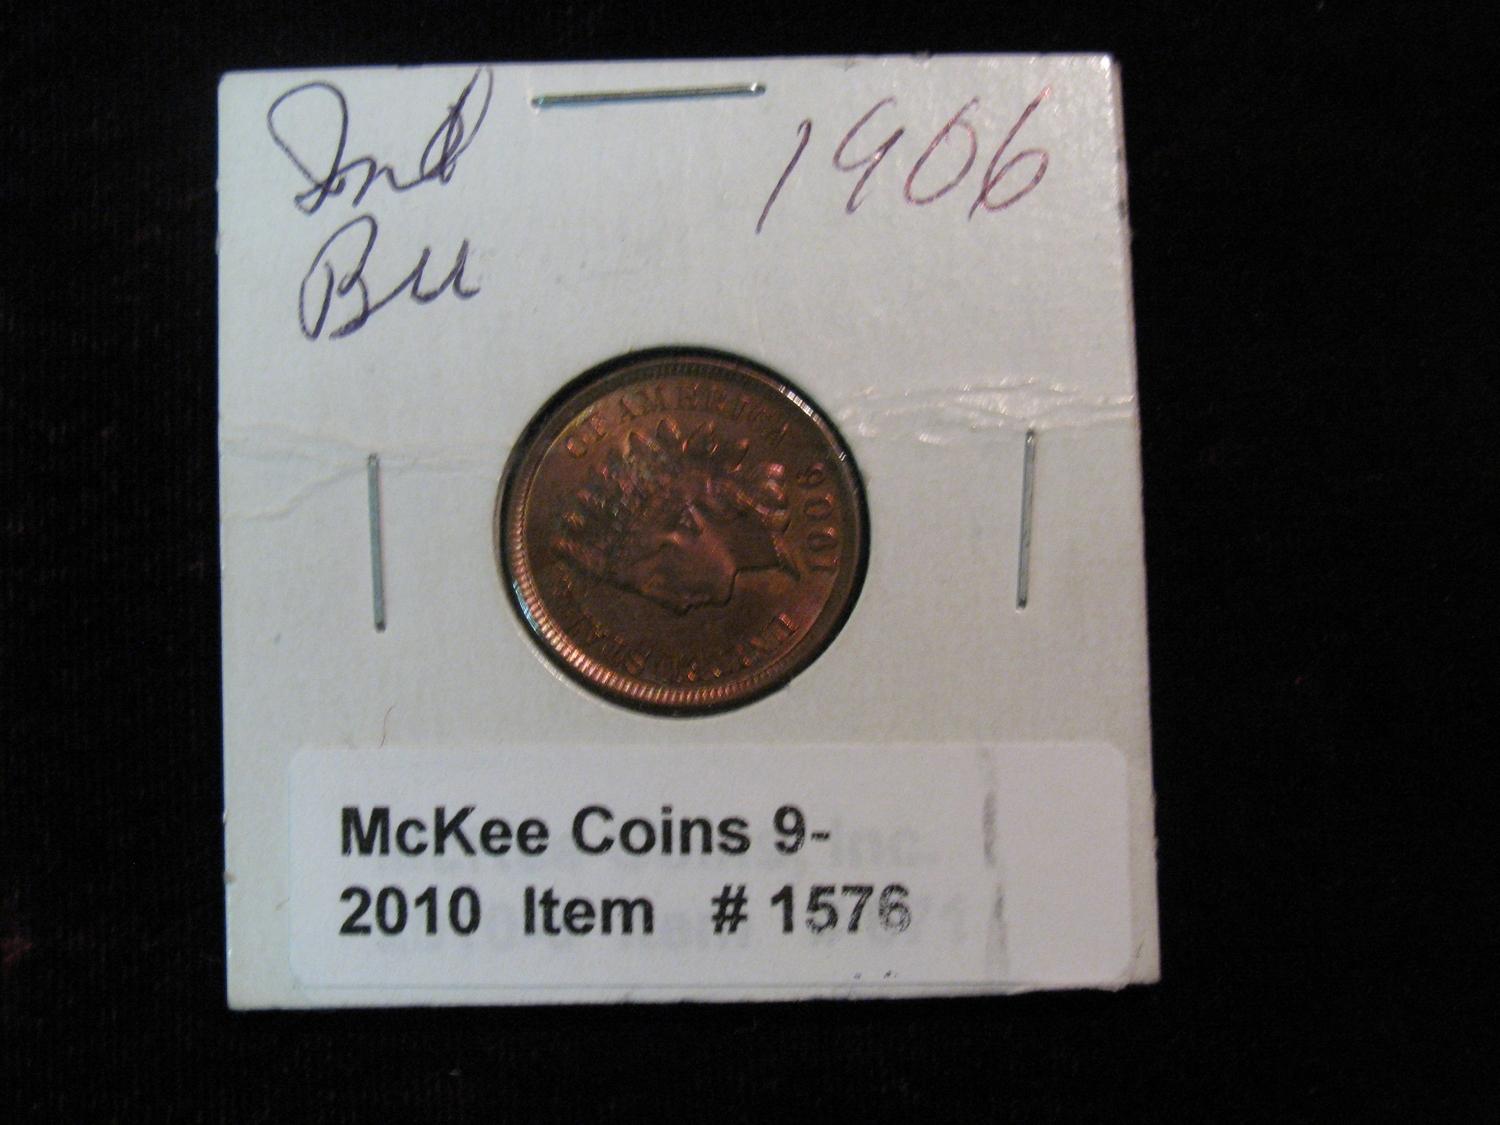 Ind 1906
BU
OF AMERICA
1906
UNITED STATES
McKee Coins 9-
2010 Item # 1576